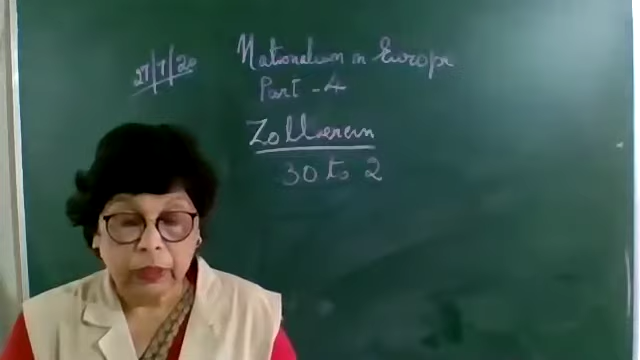 27/7/20
Nationalism in Europe
Part - 4
Zollverein
30 to 2